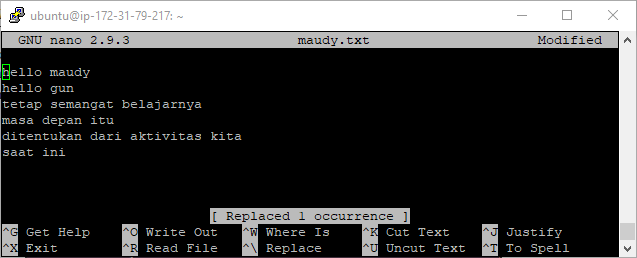 ubuntu@ip-172-31-79-217: ~
GNU nano 2.9.3 maudy.txt Modified
hello maudy
hello gun
tetap semangat belajarnya
masa depan itu
ditentukan dari aktivitas kita
saat ini
[ Replaced 1 occurrence ]
^G Get Help ^O Write Out ^W Where Is ^K Cut Text ^J Justify
^X Exit ^R Read File ^\ Replace ^U Uncut Text ^T To Spell